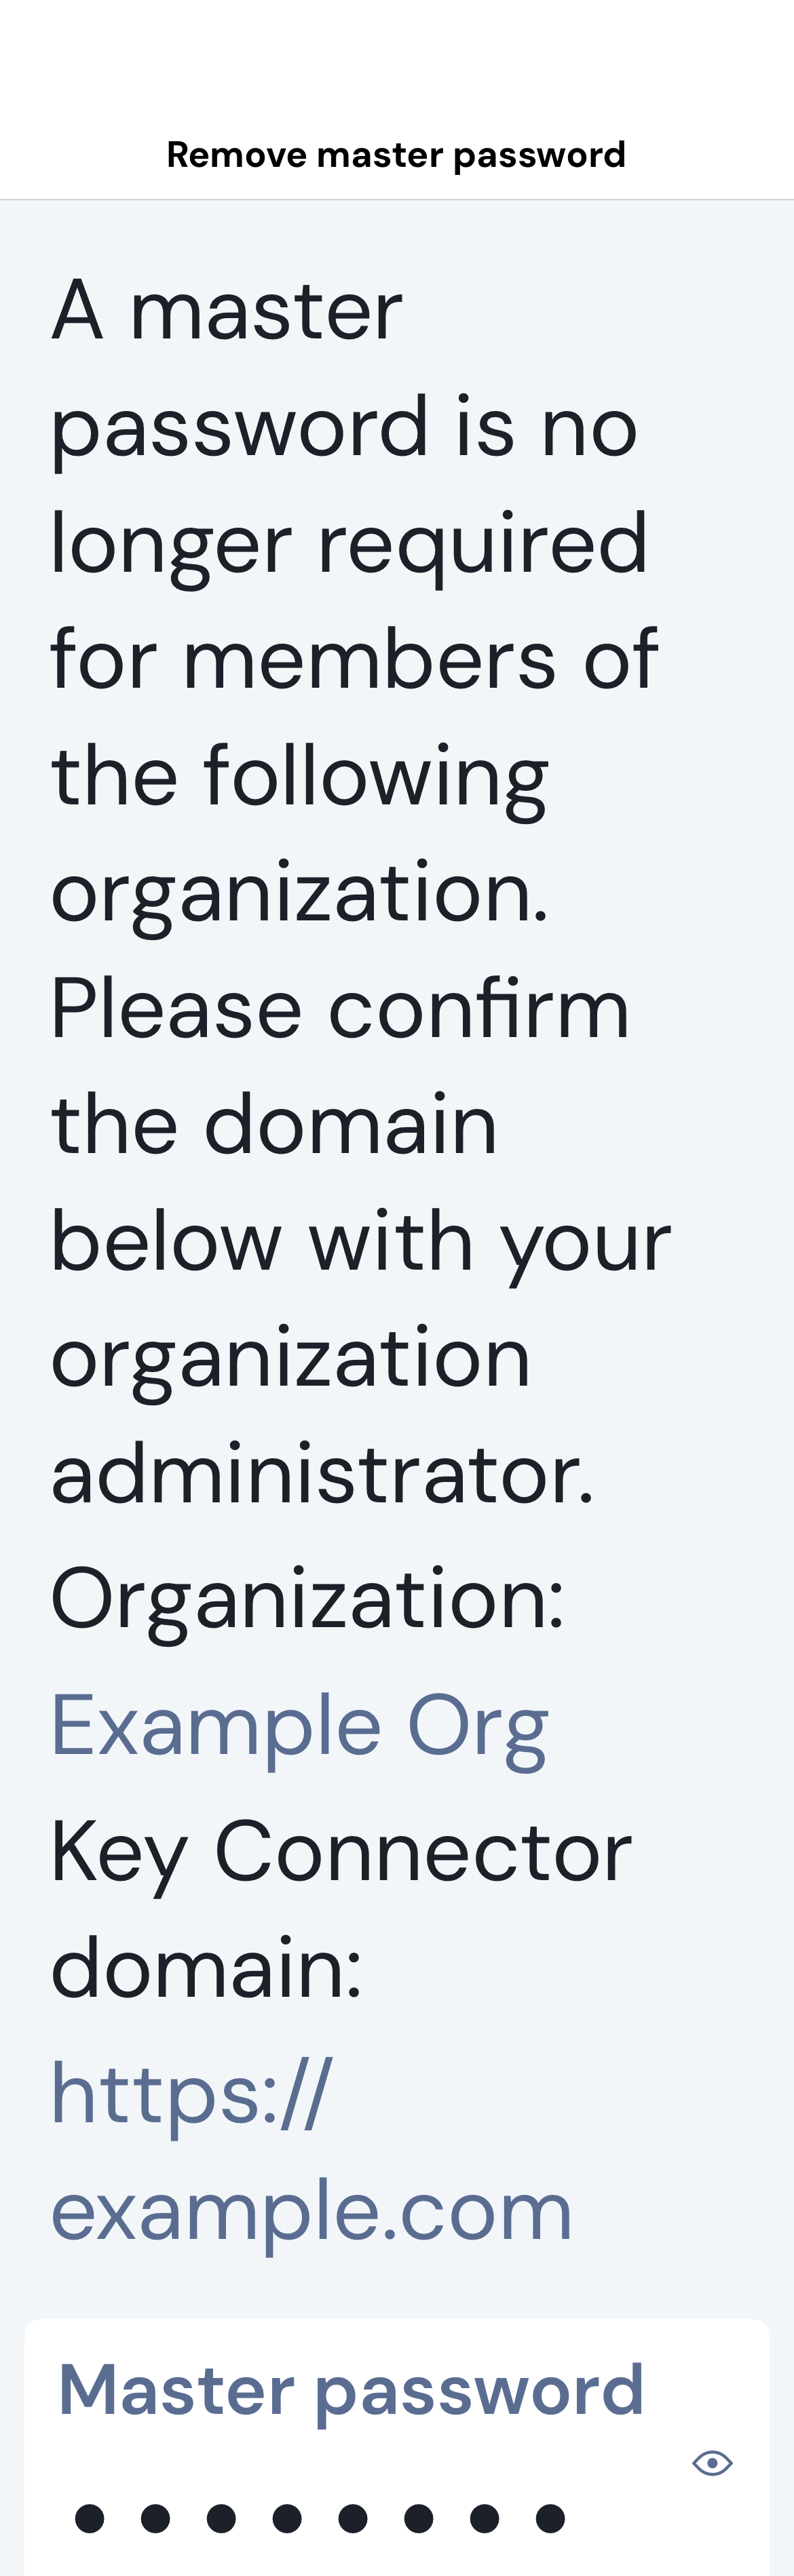 Remove master password
A master
password is no
longer required
for members of
the following
organization.
Please confirm
the domain
below with your
organization
administrator.
Organization:
Example Org
Key Connector
domain:
https://
example.com
Master password
••••••••